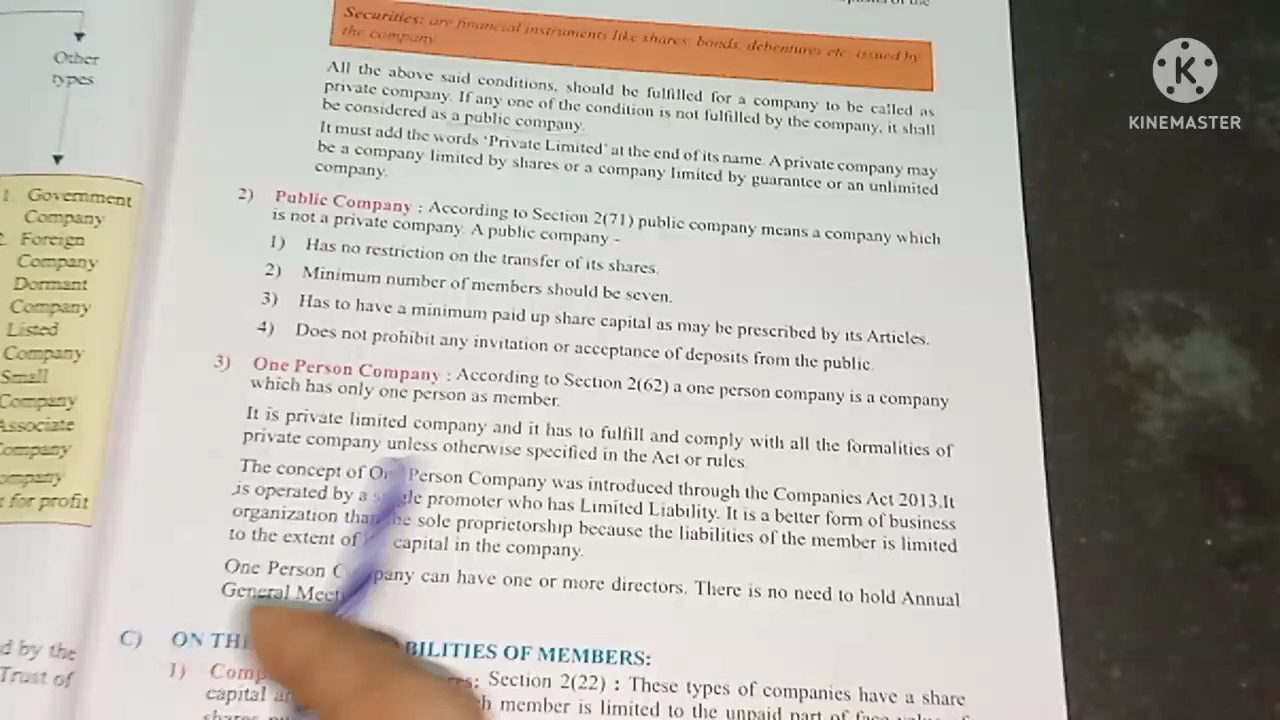 Other
types
1. Government
Company
2. Foreign
Company
Dormant
Company
Listed
Company
Small
Company
Associate
Company
Company
for profit
d by the
Trust of
of the
Securities: are financial instruments like shares, bonds, debentures etc. issued by
the company.
All the above said conditions, should be fulfilled for a company to be called as
private company. If any one of the condition is not fulfilled by the company, it shall
be considered as a public company.
It must add the words 'Private Limited' at the end of its name. A private company may
be a company limited by shares or a company limited by guarantee or an unlimited
company.
2) Public Company : According to Section 2(71) public company means a company which
is not a private company. A public company -
1) Has no restriction on the transfer of its shares.
2) Minimum number of members should be seven.
3) Has to have a minimum paid up share capital as may be prescribed by its Articles.
4) Does not prohibit any invitation or acceptance of deposits from the public.
3) One Person Company : According to Section 2(62) a one person company is a company
which has only one person as member.
It is private limited company and it has to fulfill and comply with all the formalities of
private company unless otherwise specified in the Act or rules.
The concept of Person Company was introduced through the Companies Act 2013.It
is operated by a single promoter who has Limited Liability. It is a better form of business
organization than the sole proprietorship because the liabilities of the member is limited
to the extent of capital in the company.
One Person Company can have one or more directors. There is no need to hold Annual
General
C) ON THE BILITIES OF MEMBERS:
1) Section 2(22) : These types of companies have a share
capital member is limited to the unpaid part of face value of
K
KINEMASTER